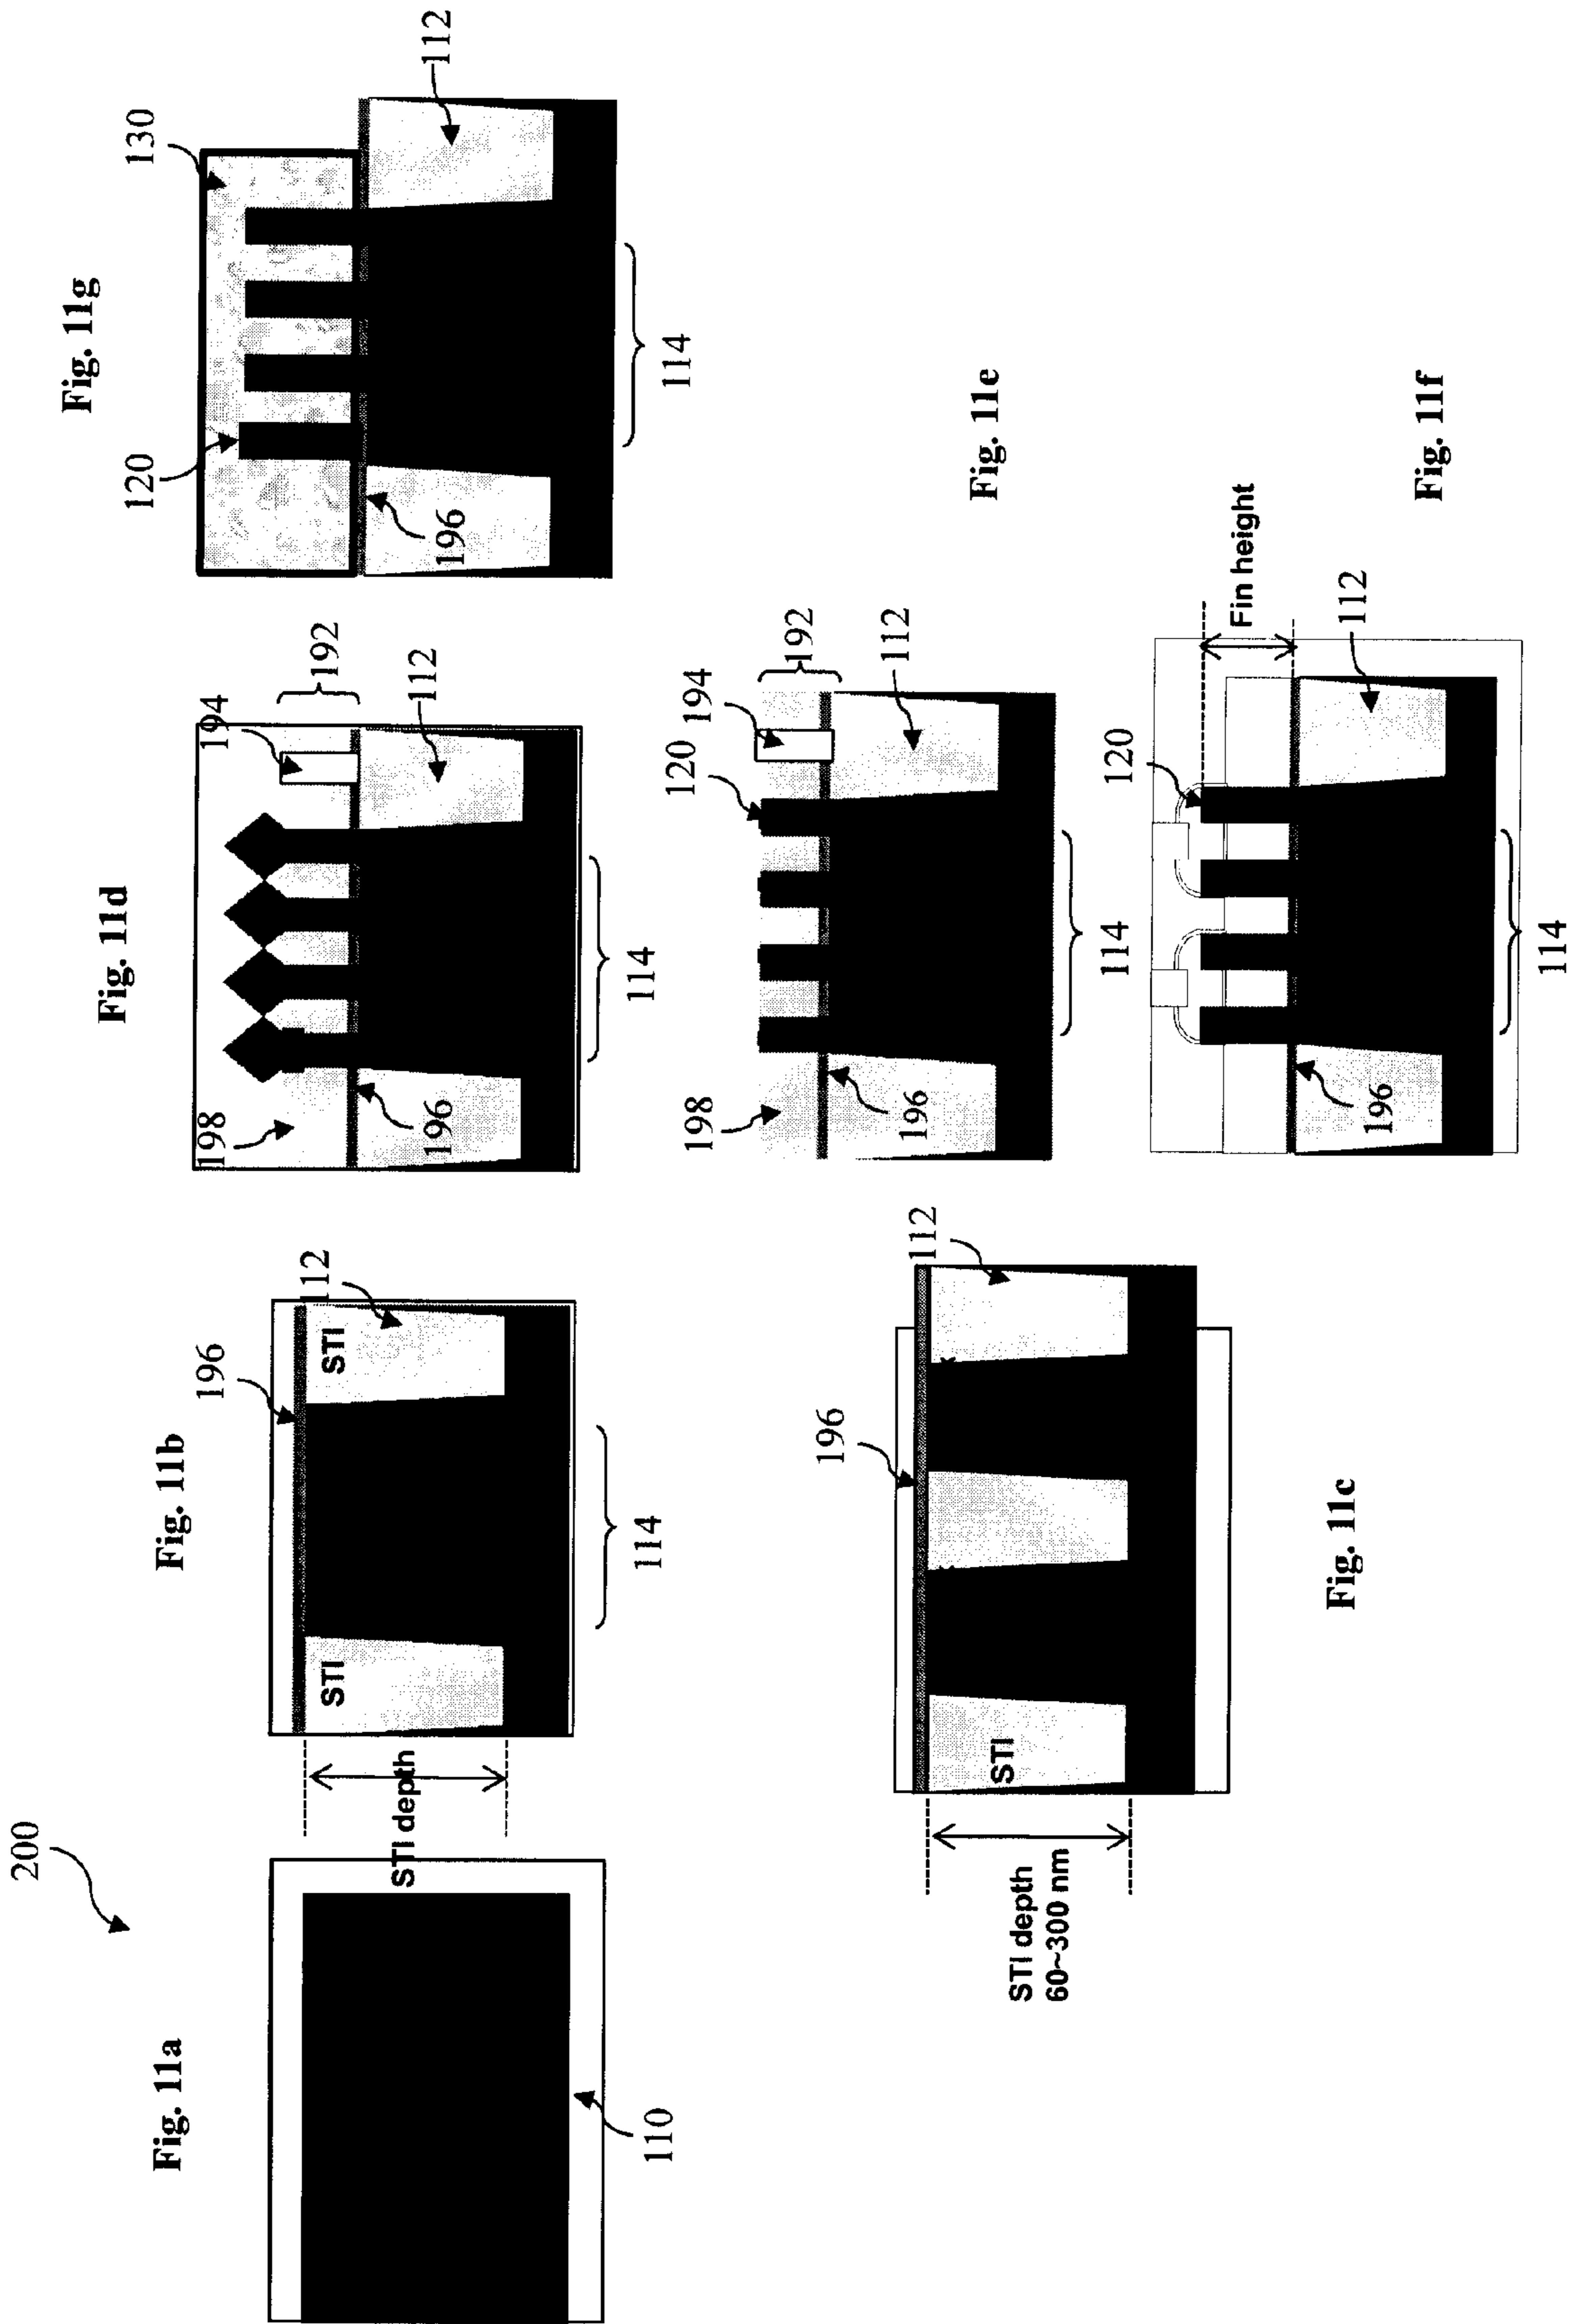 200
Fig. 11a
110
Fig. 11b
196
STI
STI
112
STI depth
114
196
112
STI
STI depth
60~300 nm
Fig. 11c
Fig. 11d
194
192
198
196
112
114
120
194
192
198
196
112
114
Fig. 11e
120
Fin height
112
196
114
Fig. 11f
Fig. 11g
120
130
112
196
114